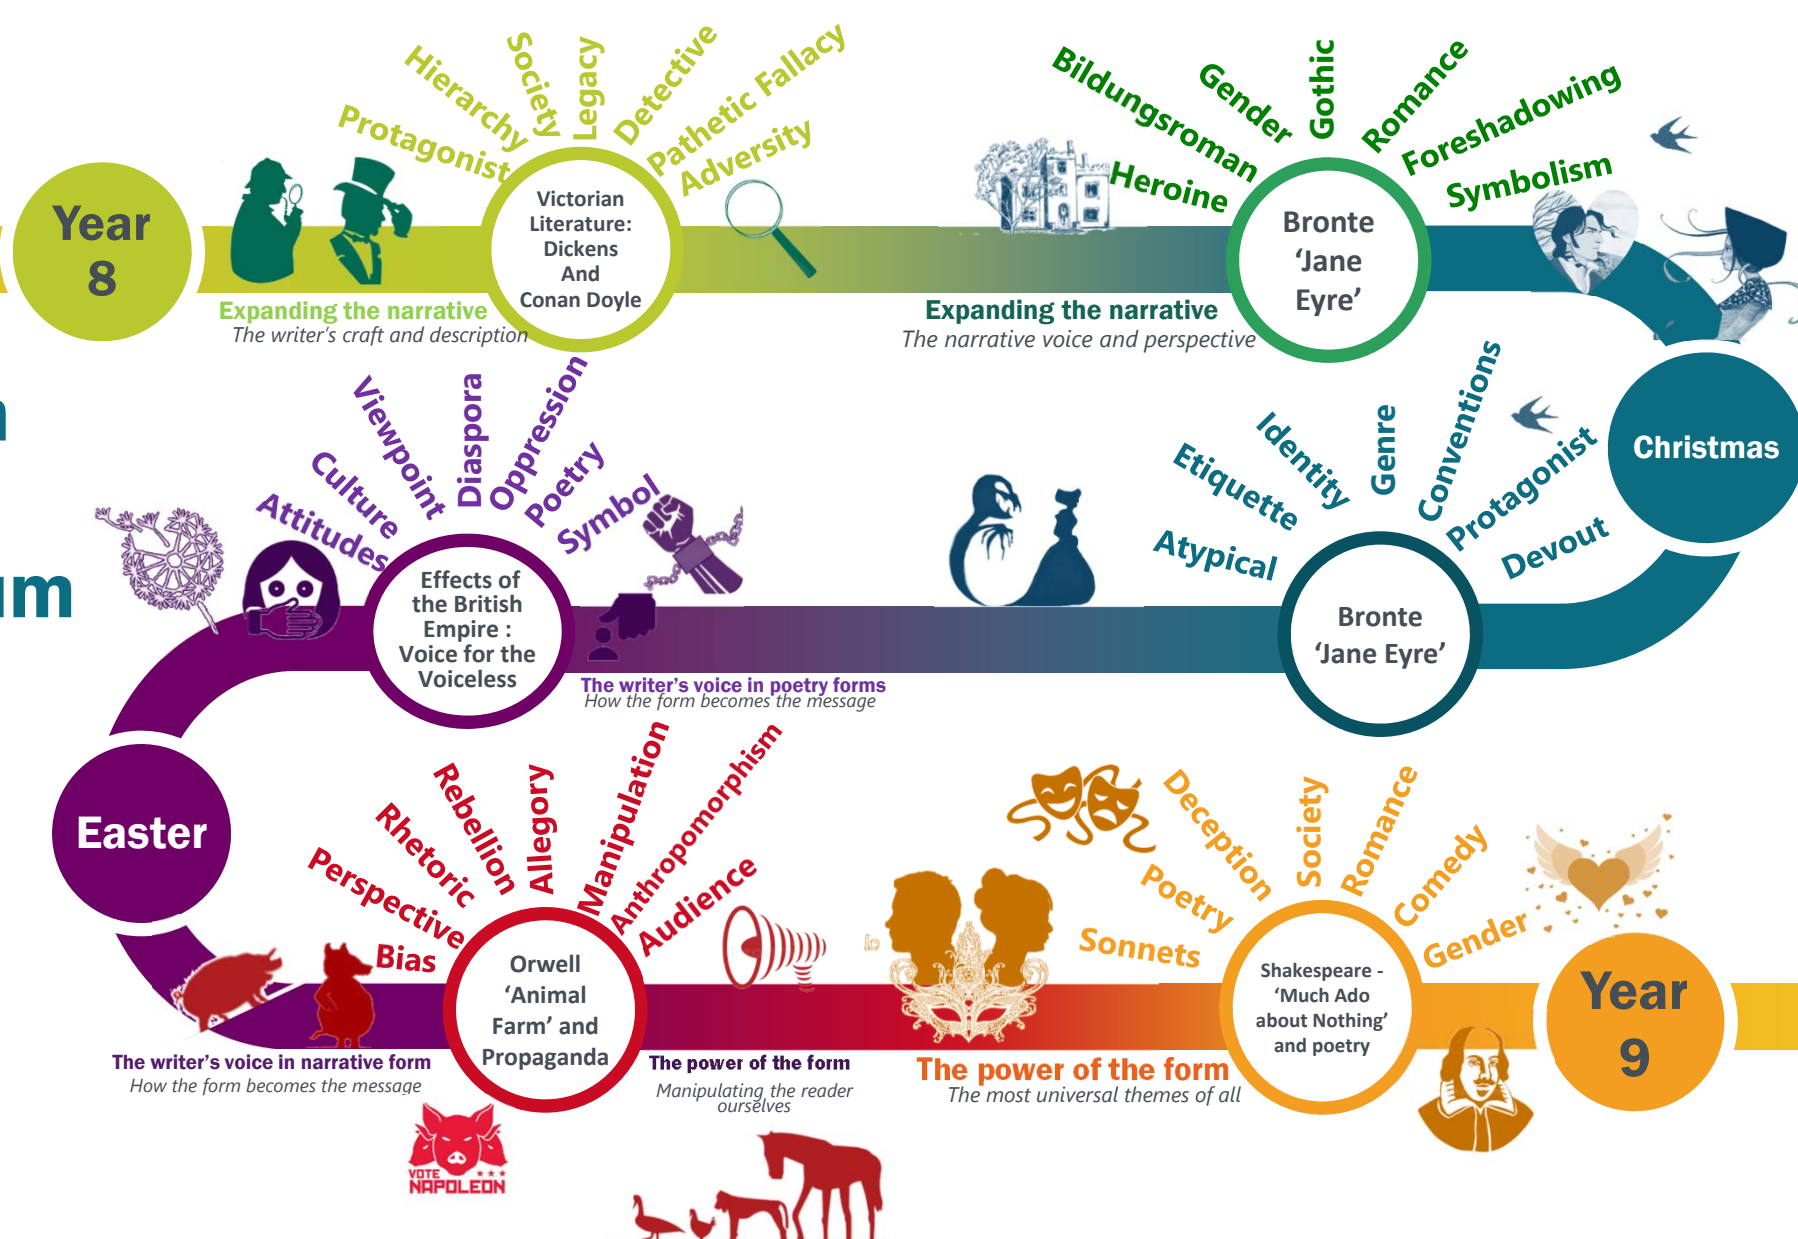 Year
8
Protagonist
Hierarchy
Society
Legacy
Detective
Pathetic Fallacy
Adversity
Victorian
Literature:
Dickens
And
Conan Doyle
Expanding the narrative
The writer's craft and description
Heroine
Bildungsroman
Gender
Gothic
Romance
Foreshadowing
Symbolism
Bronte
‘Jane
Eyre’
Expanding the narrative
The narrative voice and perspective
Christmas
Atypical
Etiquette
Identity
Genre
Conventions
Protagonist
Devout
Bronte
‘Jane Eyre’
um
Attitudes
Culture
Viewpoint
Diaspora
Oppression
Poetry
Symbol
Effects of
the British
Empire :
Voice for the
Voiceless
The writer's voice in poetry forms
How the form becomes the message
Easter
Bias
Perspective
Rhetoric
Rebellion
Allegory
Manipulation
Anthropomorphism
Audience
Orwell
‘Animal
Farm’ and
Propaganda
The writer's voice in narrative form
How the form becomes the message
The power of the form
Manipulating the reader
ourselves
VOTE
NAPOLEON
Sonnets
Poetry
Deception
Society
Romance
Comedy
Gender
Shakespeare -
‘Much Ado
about Nothing’
and poetry
The power of the form
The most universal themes of all
Year
9